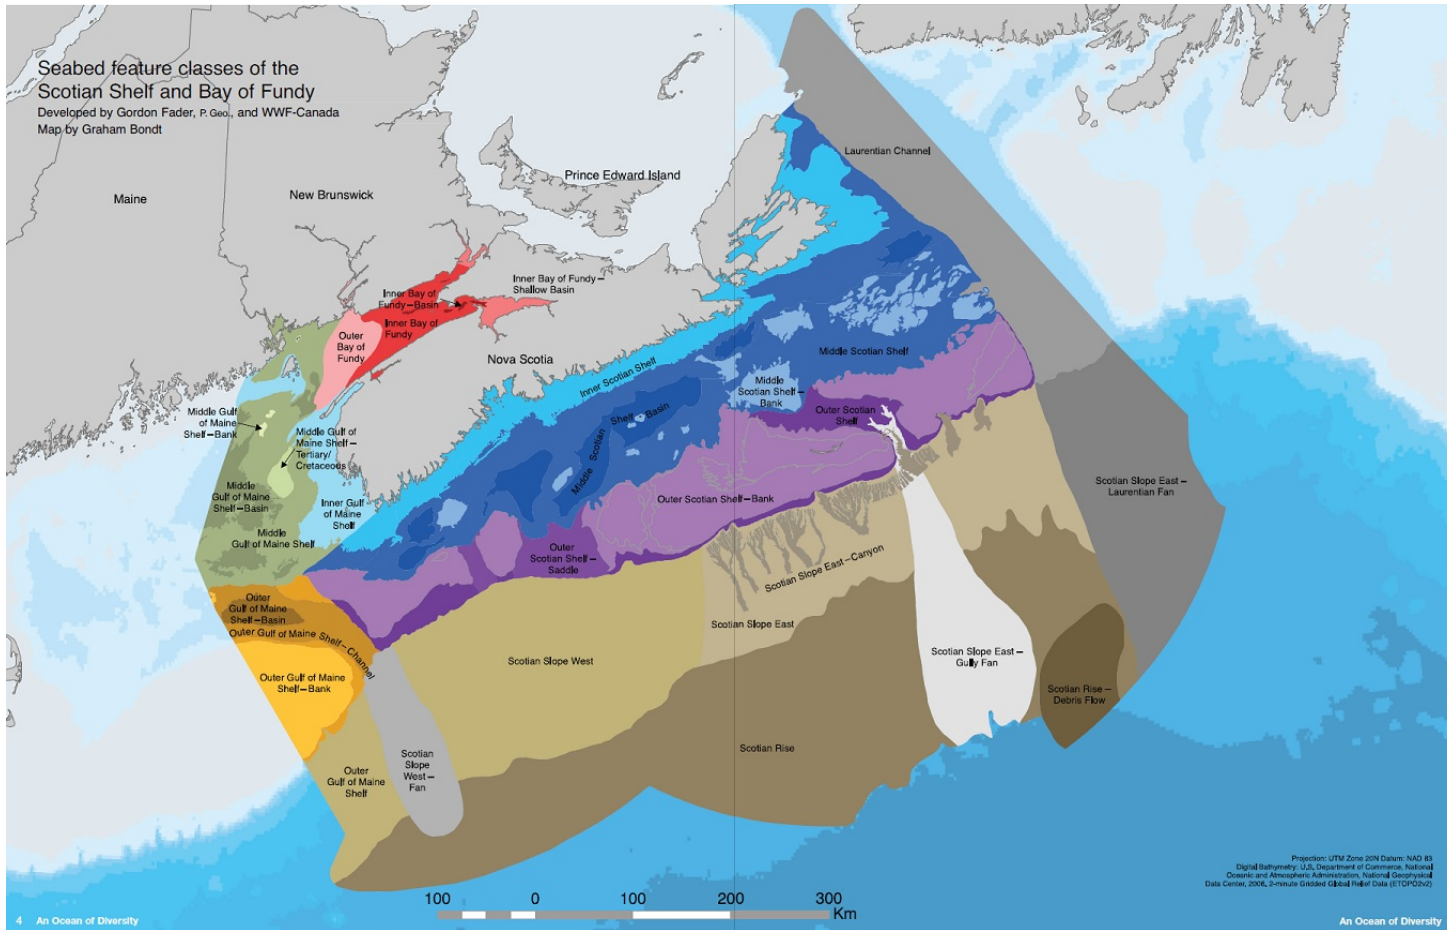 Seabed feature classes of the
Scotian Shelf and Bay of Fundy
Developed by Gordon Fader, P. Geo., and WWF-Canada
Map by Graham Bondt
Laurentian Channel
Prince Edward Island
Maine
New Brunswick
Inner Bay of Fundy—
Shallow Basin
Inner Bay of
Fundy—Basin
Inner Bay of
Fundy
Outer
Bay of
Fundy
Nova Scotia
Inner Scotian Shelf
Middle Scotian Shelf
Middle
Scotian Shelf—
Bank
Middle Scotian Shelf—Basin
Outer Scotian
Shelf
Middle Gulf
of Maine
Shelf—Bank
Middle Gulf of
Maine Shelf—
Tertiary/
Cretaceous
Middle
Gulf of Maine
Shelf—Basin
Inner Gulf
of Maine
Shelf
Middle
Gulf of Maine Shelf
Outer Scotian Shelf—Bank
Scotian Slope East—
Laurentian Fan
Outer
Scotian Shelf—
Saddle
Scotian Slope East—Canyon
Outer
Gulf of Maine
Shelf—Basin
Outer Gulf of Maine Shelf—Channel
Scotian Slope East
Outer Gulf of Maine
Shelf—Bank
Scotian Slope West
Scotian Slope East—
Gully Fan
Scotian Rise—
Debris Flow
Scotian Rise
Scotian
Slope
West—
Fan
Outer
Gulf of Maine
Shelf
Projection: UTM Zone 20N Datum: NAD 83
Digital Bathymetry: U.S. Department of Commerce, National
Oceanic and Atmospheric Administration, National Geophysical
Data Center, 2006, 2-minute Gridded Global Relief Data (ETOPO2v2)
100 0 100 200 300
Km
4 An Ocean of Diversity
An Ocean of Diversity